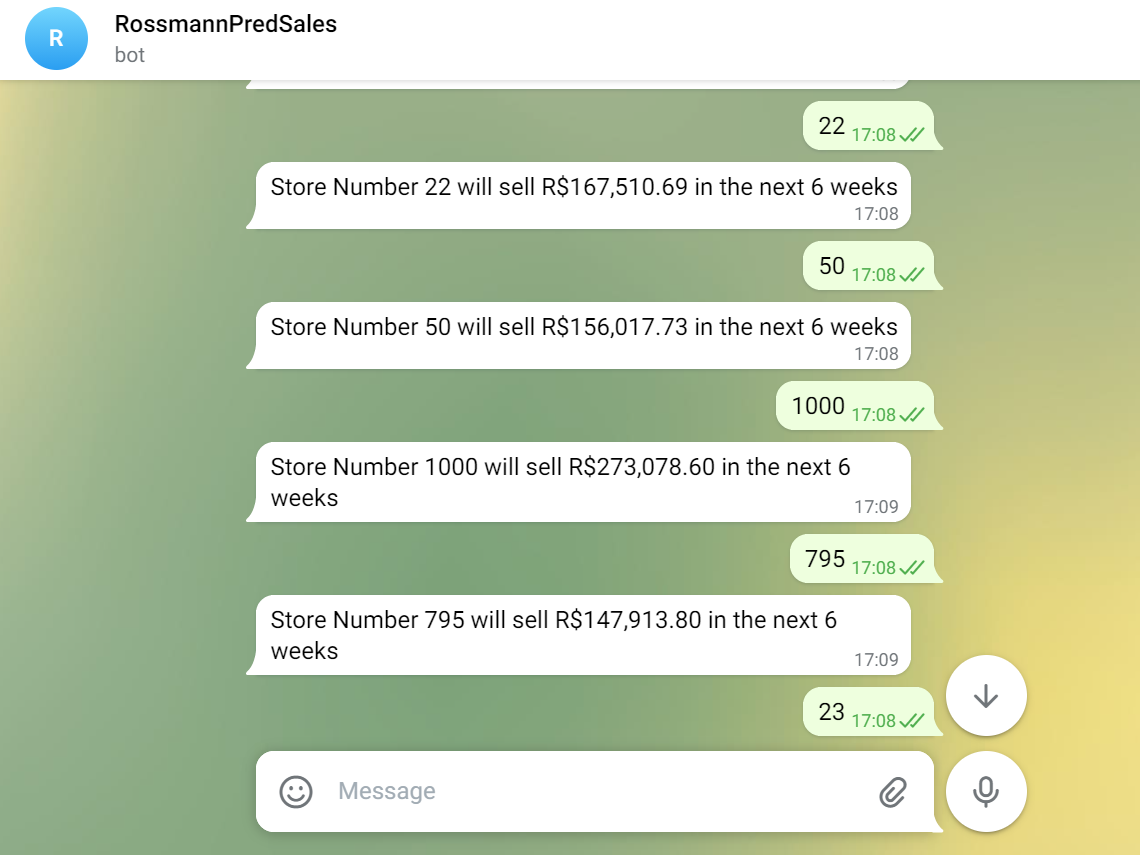 R
RossmannPredSales
bot
22 17:08
Store Number 22 will sell R$167,510.69 in the next 6 weeks
17:08
50 17:08
Store Number 50 will sell R$156,017.73 in the next 6 weeks
17:08
1000 17:08
Store Number 1000 will sell R$273,078.60 in the next 6
weeks
17:09
795 17:08
Store Number 795 will sell R$147,913.80 in the next 6
weeks
17:09
23 17:08
Message